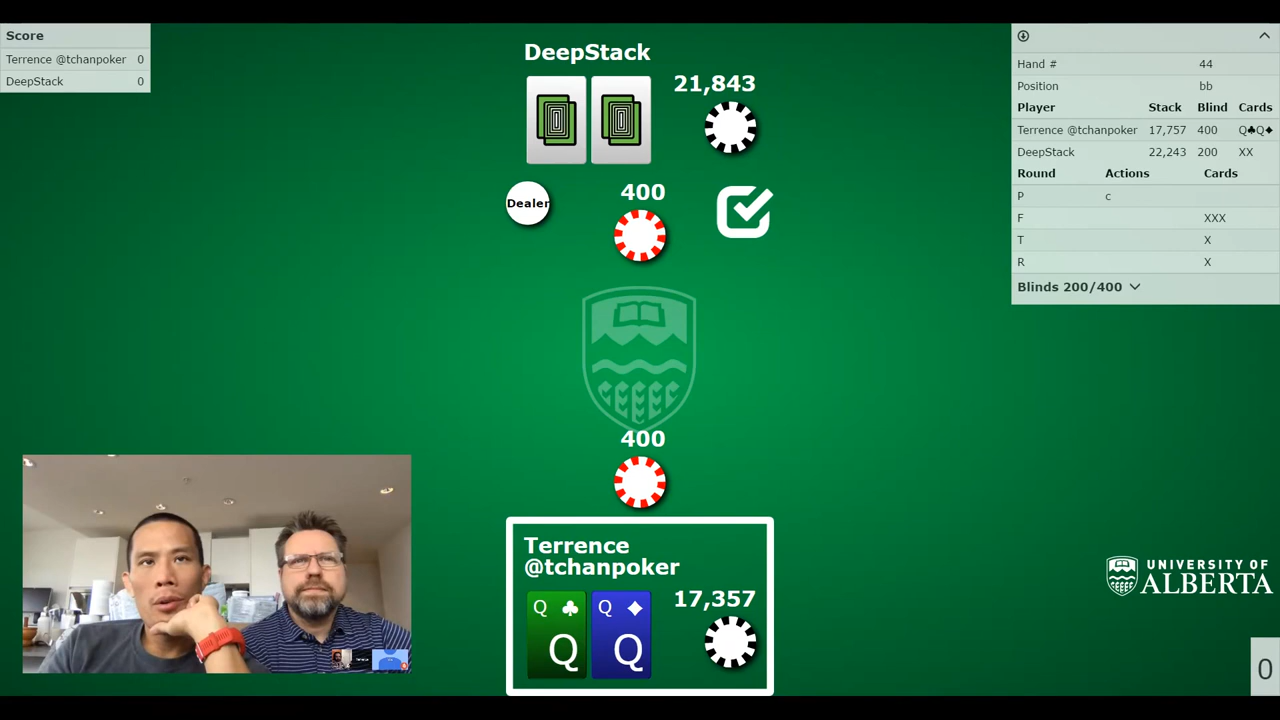 Score
Terrence @tchanpoker 0
DeepStack 0
DeepStack
21,843
Dealer
400
Hand # 44
Position bb
Player Stack Blind Cards
Terrence @tchanpoker 17,757 400 Q♣Q♦
DeepStack 22,243 200 XX
Round Actions Cards
P c
F XXX
T X
R X
Blinds 200/400
400
Terrence
@tchanpoker
17,357
Q♣ Q♦
Q Q
UNIVERSITY OF
ALBERTA
0